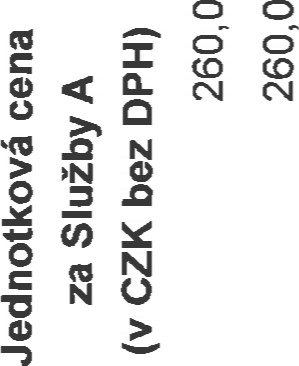 Jednotková cena
za Služby A
(v CZK bez DPH)
260,0
260,0